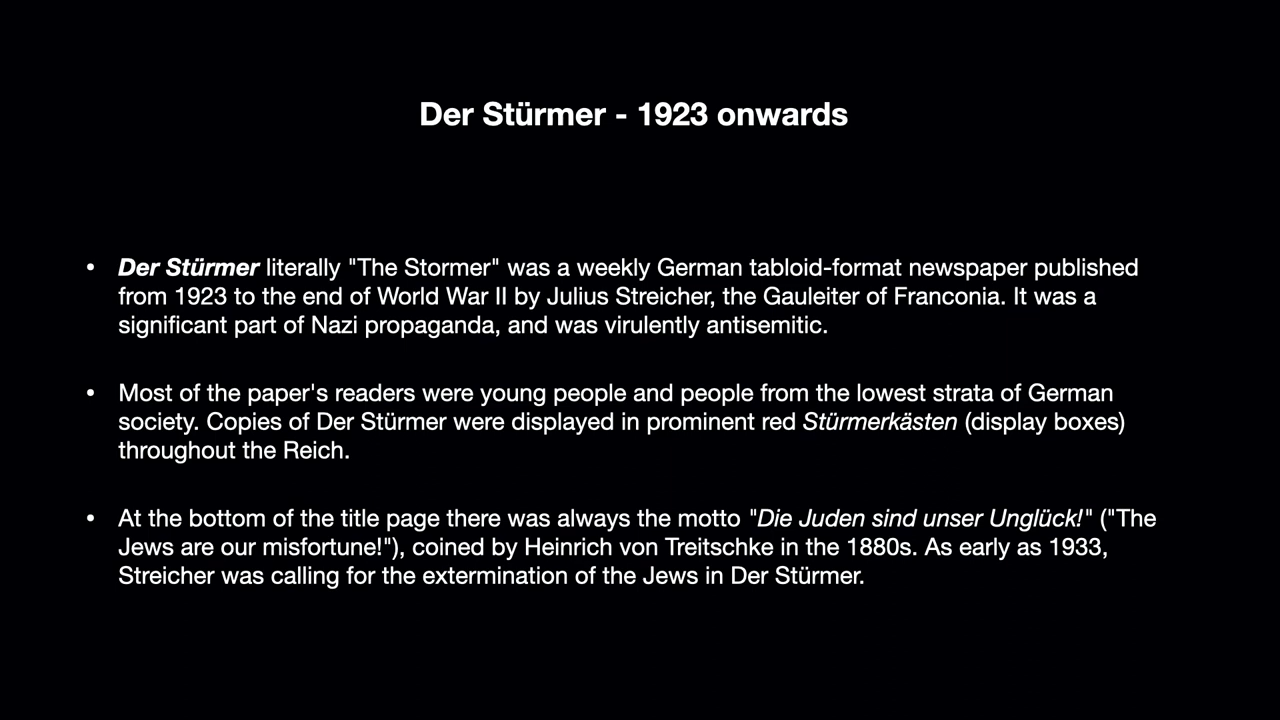 Der Stürmer - 1923 onwards
• Der Stürmer literally "The Stormer" was a weekly German tabloid-format newspaper published
from 1923 to the end of World War II by Julius Streicher, the Gauleiter of Franconia. It was a
significant part of Nazi propaganda, and was virulently antisemitic.
• Most of the paper's readers were young people and people from the lowest strata of German
society. Copies of Der Stürmer were displayed in prominent red Stürmerkästen (display boxes)
throughout the Reich.
• At the bottom of the title page there was always the motto "Die Juden sind unser Unglück!" ("The
Jews are our misfortune!"), coined by Heinrich von Treitschke in the 1880s. As early as 1933,
Streicher was calling for the extermination of the Jews in Der Stürmer.